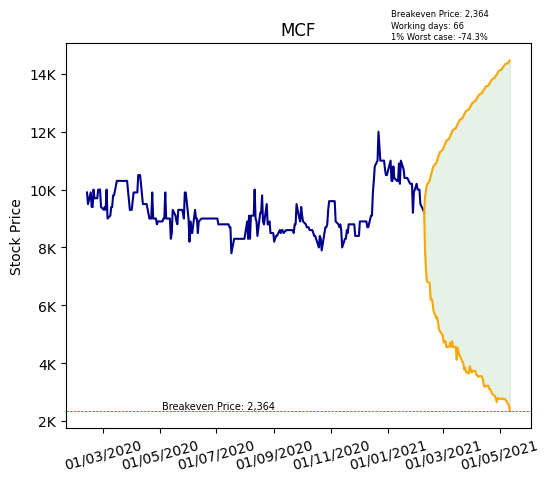 Breakeven Price: 2,364
Working days: 66
1% Worst case: -74.3%
MCF
Stock Price
14K
12K
10K
8K
6K
4K
2K
Breakeven Price: 2,364
01/03/2020
01/05/2020
01/07/2020
01/09/2020
01/11/2020
01/01/2021
01/03/2021
01/05/2021